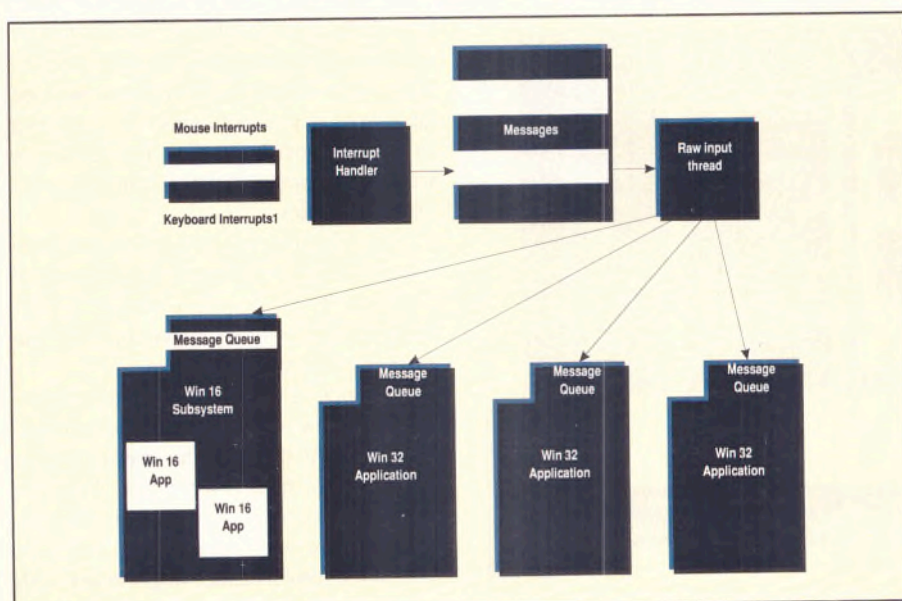 Mouse Interrupts
Keyboard Interrupts1
Interrupt
Handler
Messages
Raw input
thread
Message Queue
Win 16
Subsystem
Win 16
App
Win 16
App
Message
Queue
Win 32
Application
Message
Queue
Win 32
Application
Message
Queue
Win 32
Application